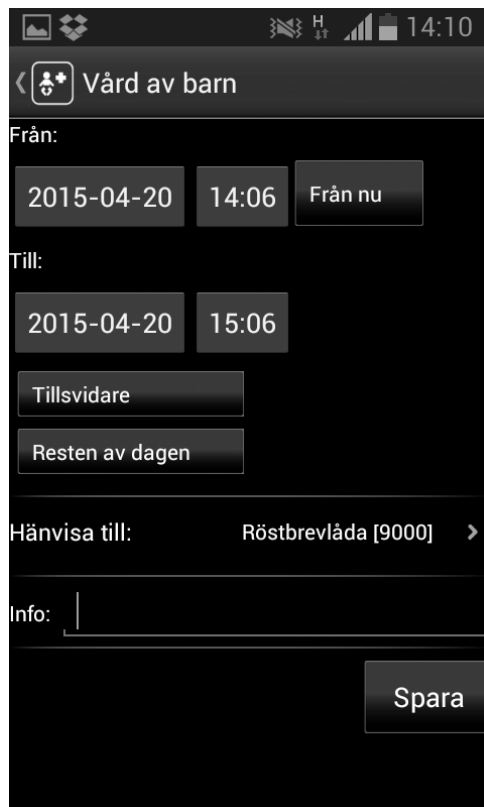 H 14:10
Vård av barn
Från:
2015-04-20 14:06 Från nu
Till:
2015-04-20 15:06
Tillsvidare
Resten av dagen
Hänvisa till: Röstbrevlåda [9000]
Info:
Spara